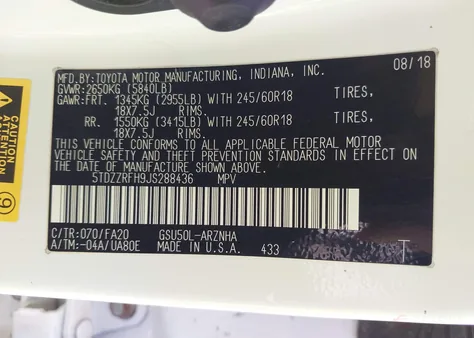 MFD.BY:TOYOTA MOTOR MANUFACTURING, INDIANA, INC.
08/18
GVWR:2650KG (5840LB)
GAWR:FRT. 1345KG (2955LB) WITH 245/60R18 TIRES,
18X7.5J RIMS.
RR. 1550KG (3415LB) WITH 245/60R18 TIRES,
18X7.5J RIMS.
THIS VEHICLE CONFORMS TO ALL APPLICABLE FEDERAL MOTOR
VEHICLE SAFETY AND THEFT PREVENTION STANDARDS IN EFFECT ON
THE DATE OF MANUFACTURE SHOWN ABOVE.
5TDZZRFH9JS288436 MPV
C/TR:070/FA20 GSU50L-ARZNHA
A/TM:-04A/UA80E MADE IN U.S.A. 433 T
CAUTION
ATTENTION
9